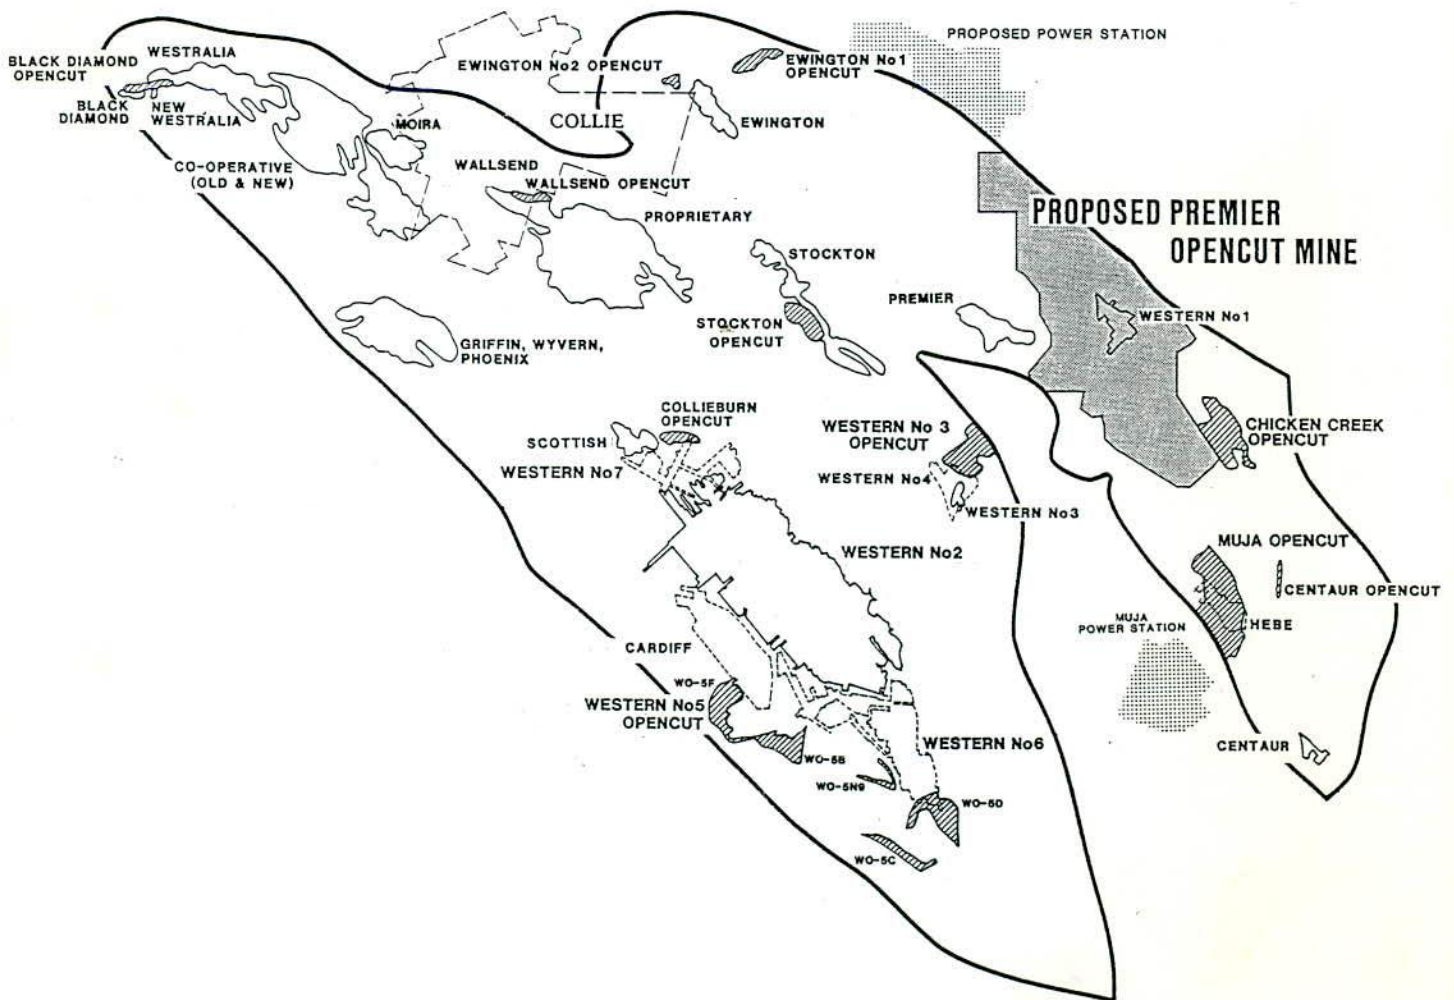 PROPOSED POWER STATION
WESTRALIA
BLACK DIAMOND
OPENCUT
EWINGTON No2 OPENCUT
EWINGTON No1
OPENCUT
BLACK
DIAMOND
NEW
WESTRALIA
COLLIE
EWINGTON
MOIRA
CO-OPERATIVE
(OLD & NEW)
WALLSEND
WALLSEND OPENCUT
PROPRIETARY
PROPOSED PREMIER
OPENCUT MINE
STOCKTON
PREMIER
WESTERN No1
STOCKTON
OPENCUT
GRIFFIN, WYVERN,
PHOENIX
COLLIEBURN
OPENCUT
SCOTTISH
WESTERN No7
WESTERN No 3
OPENCUT
CHICKEN CREEK
OPENCUT
WESTERN No4
WESTERN No3
WESTERN No2
MUJA OPENCUT
CENTAUR OPENCUT
HEBE
MUJA
POWER STATION
CARDIFF
WO-5F
WESTERN No5
OPENCUT
WESTERN No6
CENTAUR
WO-5B
WO-5N9
WO-5D
WO-5C